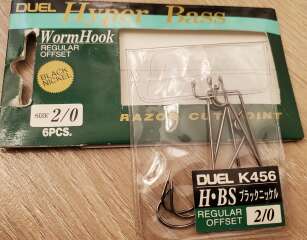 DUEL Hyper Bass
WormHook
REGULAR
OFFSET
BLACK
NICKEL
SIZE 2/0
6PCS.
RAZOR CUT POINT
DUEL K456
H・BS ブラックニッケル
REGULAR
OFFSET 2/0